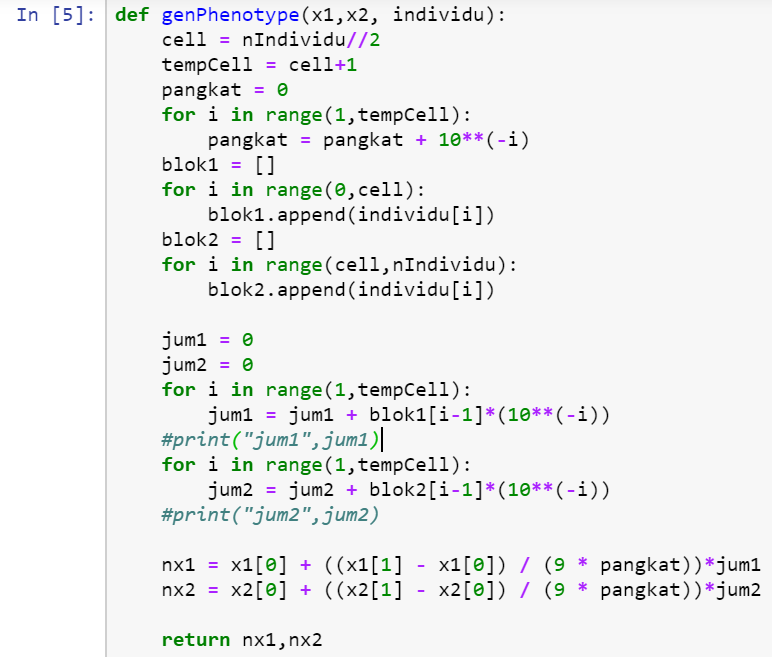 In [5]: def genPhenotype(x1,x2, individu):
    cell = nIndividu//2
    tempCell = cell+1
    pangkat = 0
    for i in range(1,tempCell):
        pangkat = pangkat + 10**(-i)
    blok1 = []
    for i in range(0,cell):
        blok1.append(individu[i])
    blok2 = []
    for i in range(cell,nIndividu):
        blok2.append(individu[i])

    jum1 = 0
    jum2 = 0
    for i in range(1,tempCell):
        jum1 = jum1 + blok1[i-1]*(10**(-i))
    #print("jum1",jum1)
    for i in range(1,tempCell):
        jum2 = jum2 + blok2[i-1]*(10**(-i))
    #print("jum2",jum2)

    nx1 = x1[0] + ((x1[1] - x1[0]) / (9 * pangkat))*jum1
    nx2 = x2[0] + ((x2[1] - x2[0]) / (9 * pangkat))*jum2

    return nx1,nx2